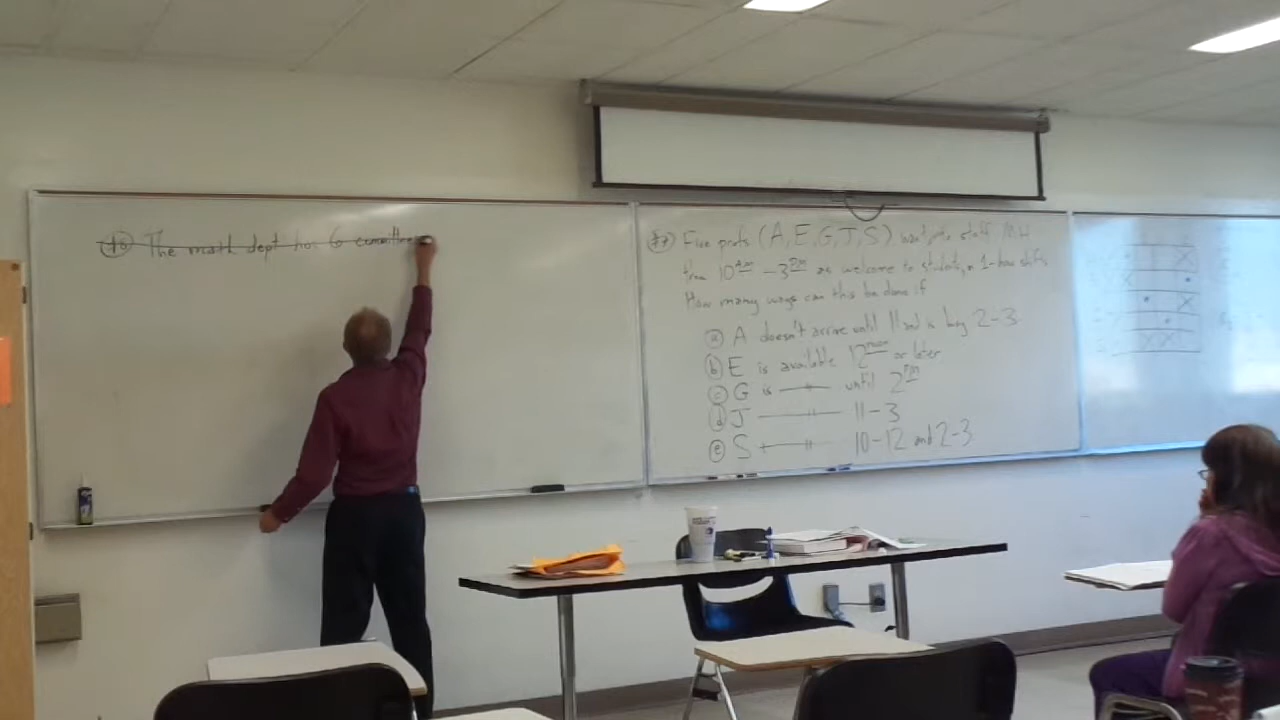 The math dept has 6 committees
#7) Five profs (A, E, G, J, S) want to staff M.H.
from 10AM - 3PM as welcome to students, in 1-hour shifts
How many ways can this be done if
(a) A doesn't arrive until 11 and is busy 2-3
(b) E is available 12noon or later
(c) G is —||— until 2PM
(d) J —||— 11-3
(e) S —||— 10-12 and 2-3